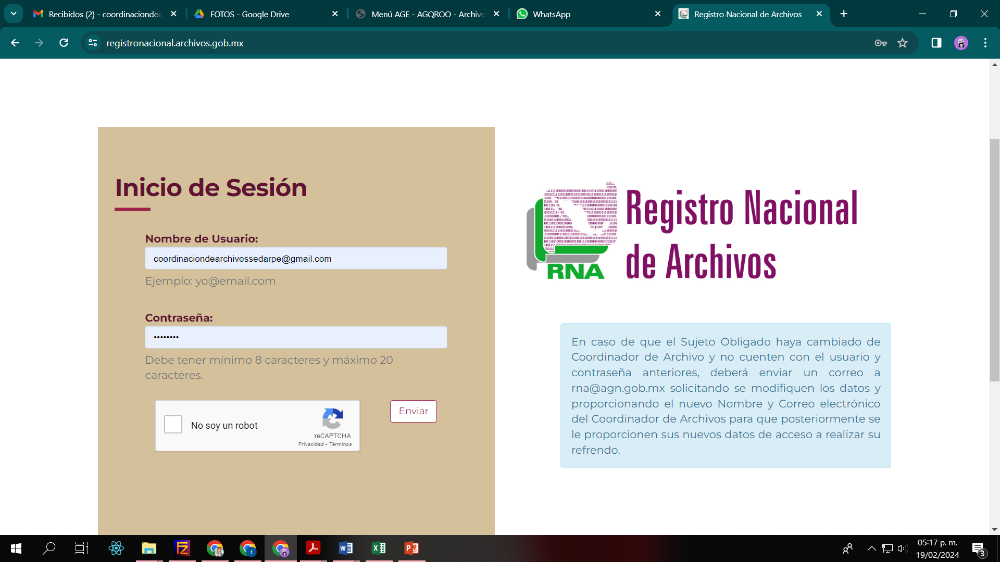 Recibidos (2) - coordinaciondea
FOTOS - Google Drive
Menú AGE - AGQROO - Archivo
WhatsApp
Registro Nacional de Archivos
registronacional.archivos.gob.mx
Inicio de Sesión
Nombre de Usuario:
coordinaciondearchivossedarpe@gmail.com
Ejemplo: yo@email.com
Contraseña:
••••••••
Debe tener mínimo 8 caracteres y máximo 20
caracteres.
No soy un robot
reCAPTCHA
Privacidad - Términos
Enviar
RNA
Registro Nacional
de Archivos
En caso de que el Sujeto Obligado haya cambiado de
Coordinador de Archivo y no cuenten con el usuario y
contraseña anteriores, deberá enviar un correo a
rna@agn.gob.mx solicitando se modifiquen los datos y
proporcionando el nuevo Nombre y Correo electrónico
del Coordinador de Archivos para que posteriormente se
le proporcionen sus nuevos datos de acceso a realizar su
refrendo.
05:17 p. m.
19/02/2024
3